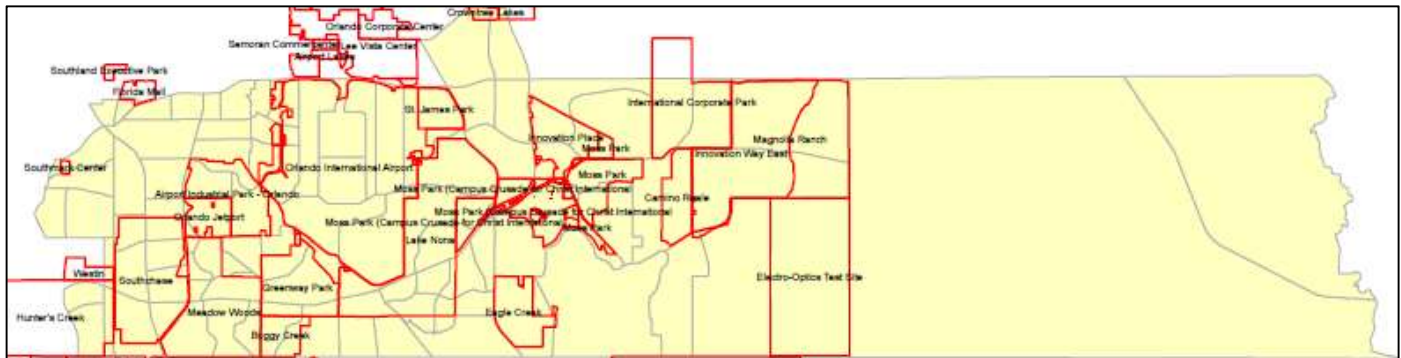 Crowntree Lakes
Orlando Corporate Center
Semoran Commerce
Lee Vista Center
Airport Lakes
Southland Executive Park
Florida Mall
St. James Park
International Corporate Park
Innovation Place
Moss Park
Magnolia Ranch
Innovation Way East
Southpark Center
Orlando International Airport
Moss Park
Airport Industrial Park - Orlando
Moss Park (Campus Crusade for Christ International
Camino Reale
Orlando Jetport
Moss Park (Campus Crusade for Christ International
Moss Park (Campus Crusade for Christ International
Moss Park
Lake Nona
Westin
Southchase
Electro-Optics Test Site
Greenway Park
Hunter's Creek
Meadow Woods
Eagle Creek
Boggy Creek